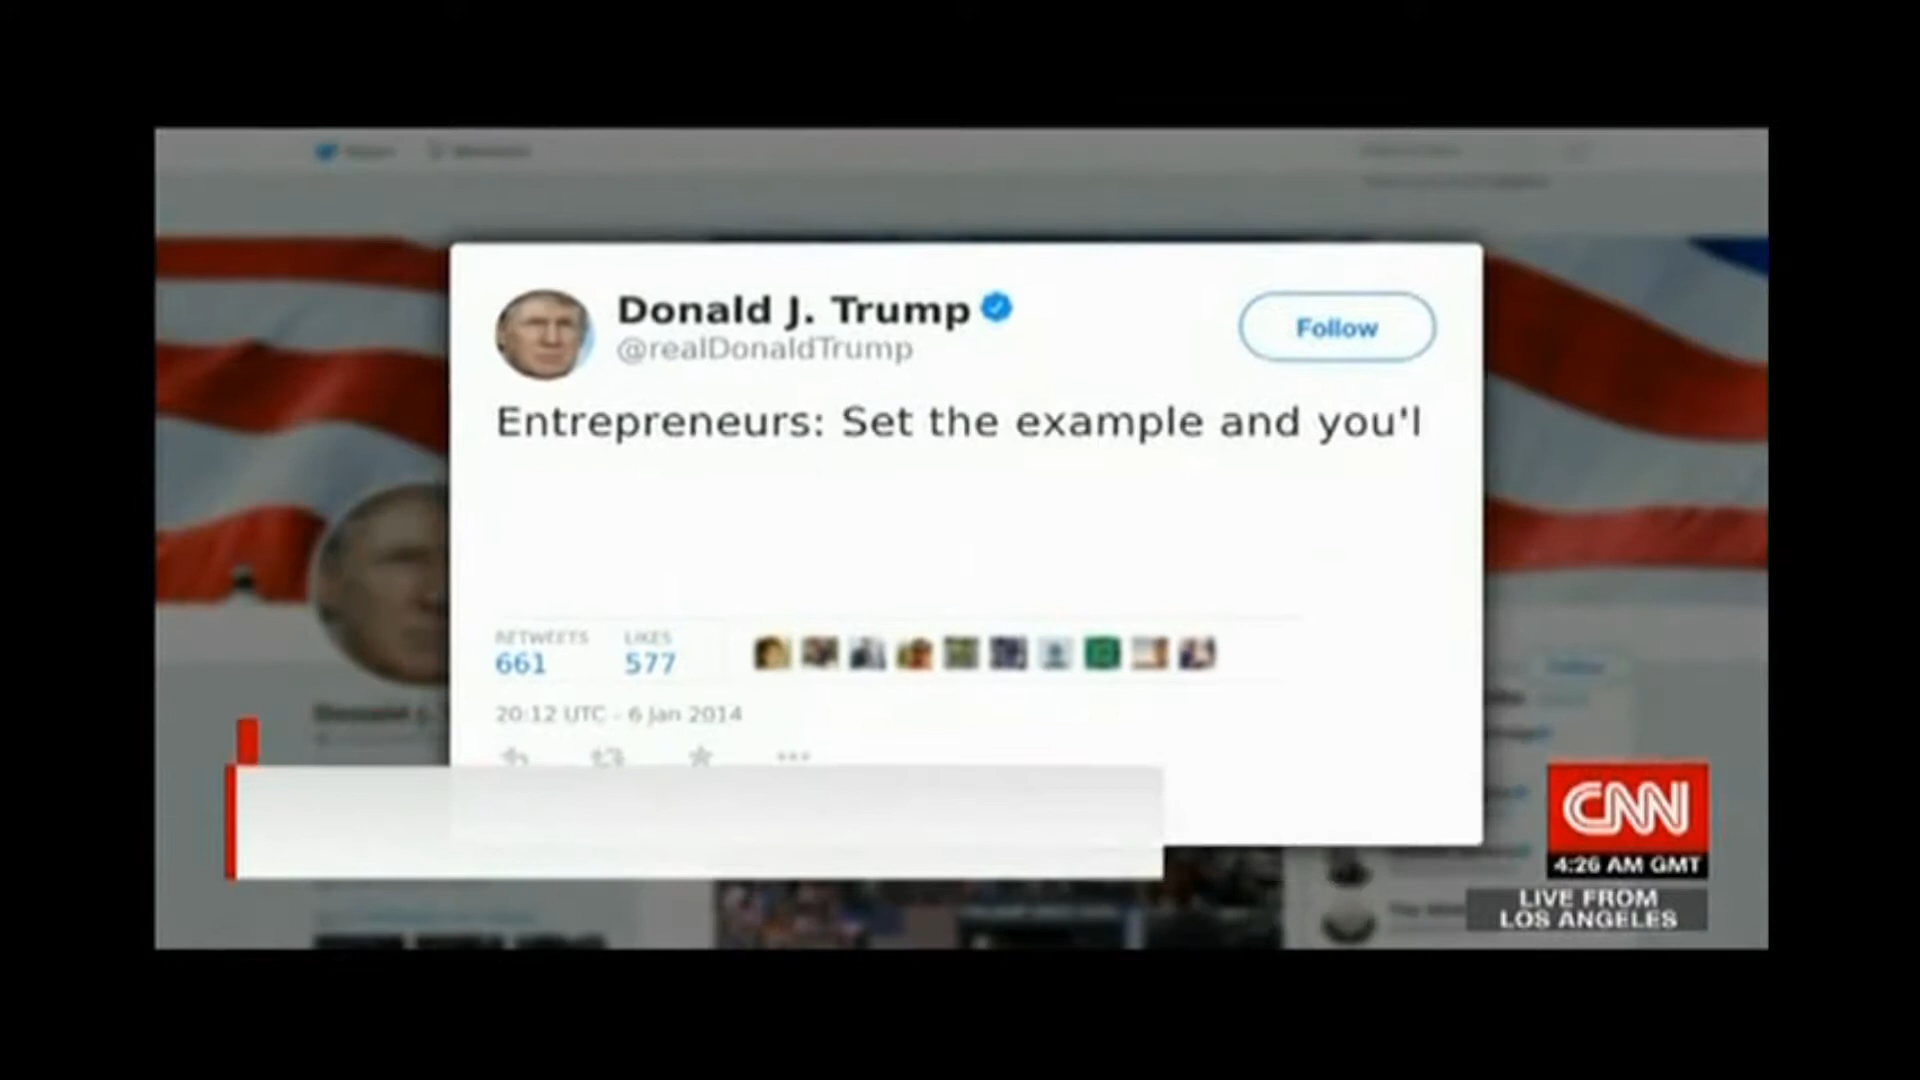 Donald J. Trump
@realDonaldTrump
Follow
Entrepreneurs: Set the example and you'l
RETWEETS
LIKES
661
577
20:12 UTC - 6 Jan 2014
CNN
4:26 AM GMT
LIVE FROM
LOS ANGELES